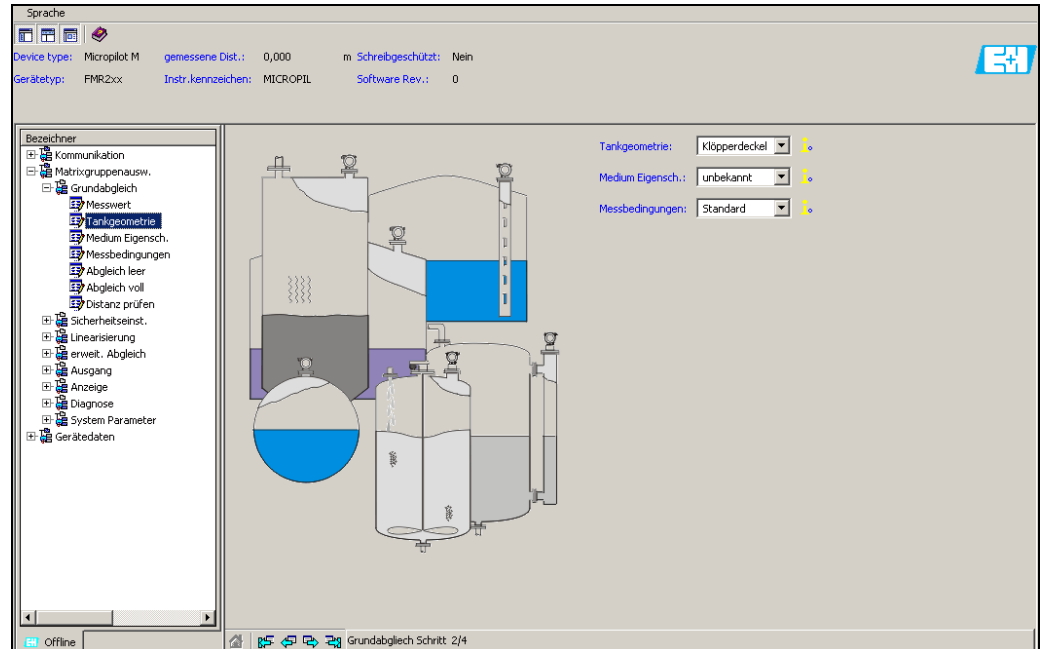 Sprache
Device type: Micropilot M gemessene Dist.: 0,000 m Schreibgeschützt: Nein
Gerätetyp: FMR2xx Instr.kennzeichen: MICROPIL Software Rev.: 0
E+H
Bezeichner
Kommunikation
Matrixgruppenausw.
Grundabgleich
Messwert
Tankgeometrie
Medium Eigensch.
Messbedingungen
Abgleich leer
Abgleich voll
Distanz prüfen
Sicherheitseinst.
Linearisierung
erweit. Abgleich
Ausgang
Anzeige
Diagnose
System Parameter
Gerätedaten
Tankgeometrie: Klöpperdeckel
Medium Eigensch.: unbekannt
Messbedingungen: Standard
Offline
Grundabgliech Schritt 2/4